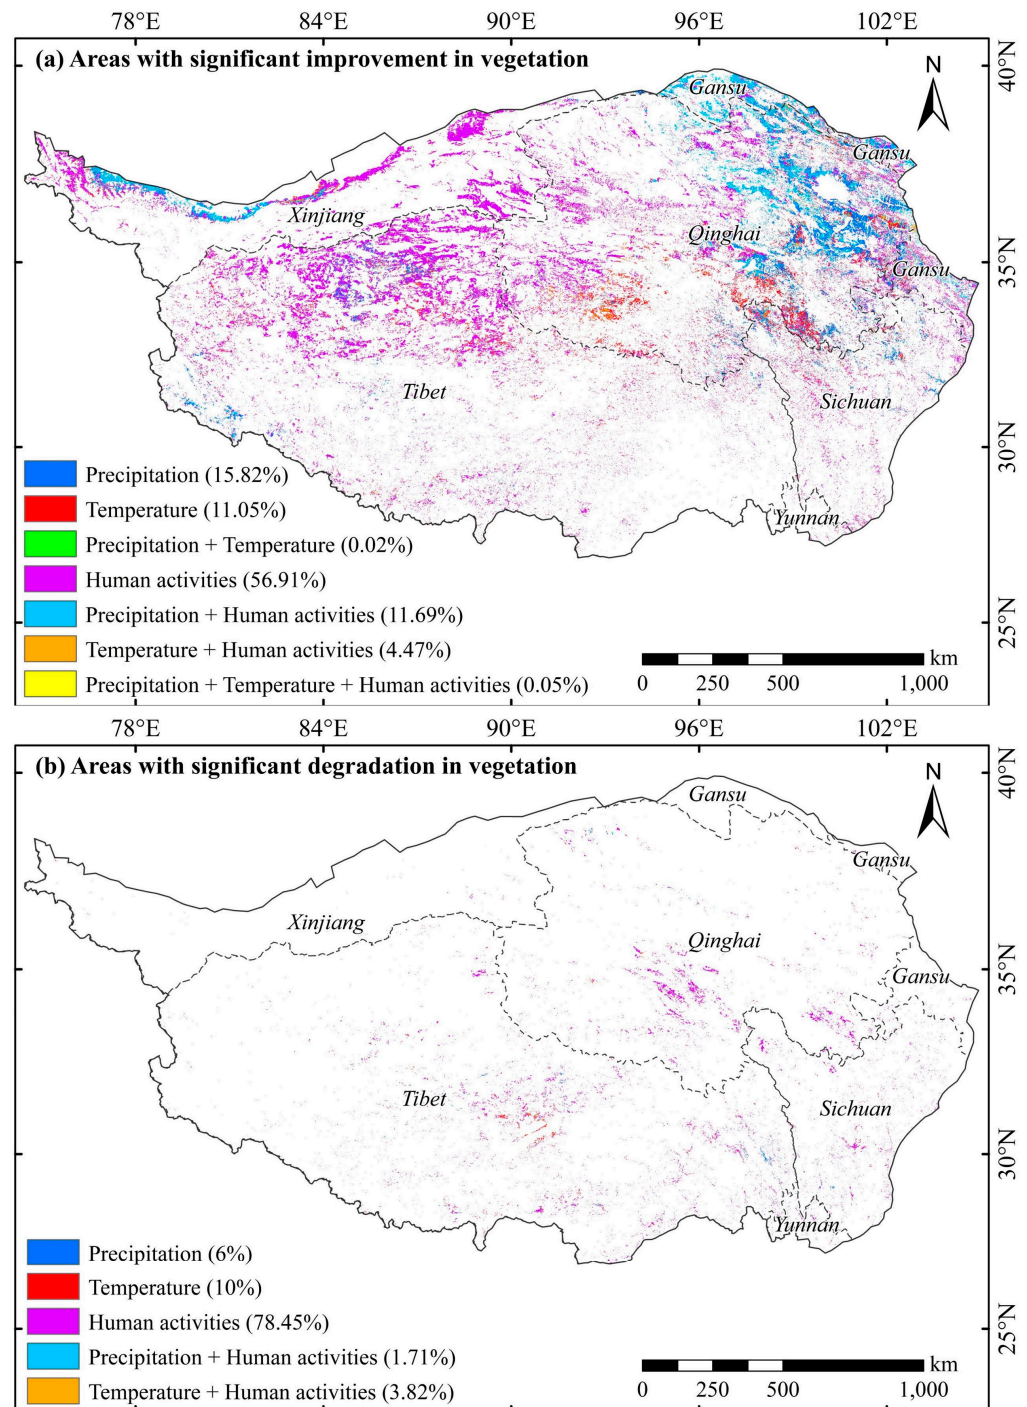 78°E 84°E 90°E 96°E 102°E
(a) Areas with significant improvement in vegetation
40°N
N
Gansu
Gansu
Xinjiang
Qinghai
35°N
Gansu
Tibet
Sichuan
30°N
Yunnan
Precipitation (15.82%)
Temperature (11.05%)
Precipitation + Temperature (0.02%)
Human activities (56.91%)
Precipitation + Human activities (11.69%)
Temperature + Human activities (4.47%)
Precipitation + Temperature + Human activities (0.05%)
25°N
km
0 250 500 1,000
78°E 84°E 90°E 96°E 102°E
(b) Areas with significant degradation in vegetation
40°N
N
Gansu
Gansu
Xinjiang
Qinghai
35°N
Gansu
Tibet
Sichuan
30°N
Yunnan
Precipitation (6%)
Temperature (10%)
Human activities (78.45%)
Precipitation + Human activities (1.71%)
Temperature + Human activities (3.82%)
25°N
km
0 250 500 1,000